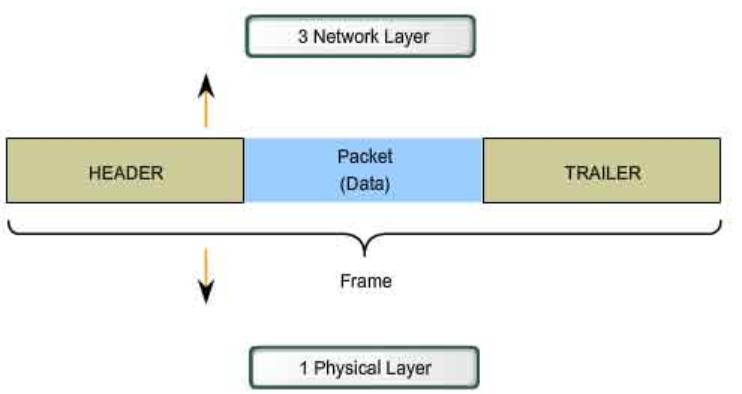 3 Network Layer
HEADER
Packet
(Data)
TRAILER
Frame
1 Physical Layer